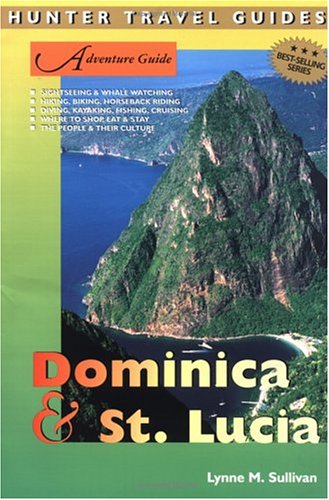 HUNTER TRAVEL GUIDES
Adventure Guide
★★★
BEST-SELLING
SERIES
SIGHTSEEING & WHALE WATCHING
HIKING, BIKING, HORSEBACK RIDING
DIVING, KAYAKING, FISHING, CRUISING
WHERE TO SHOP, EAT & STAY
THE PEOPLE & THEIR CULTURE
Dominica
& St. Lucia
Lynne M. Sullivan